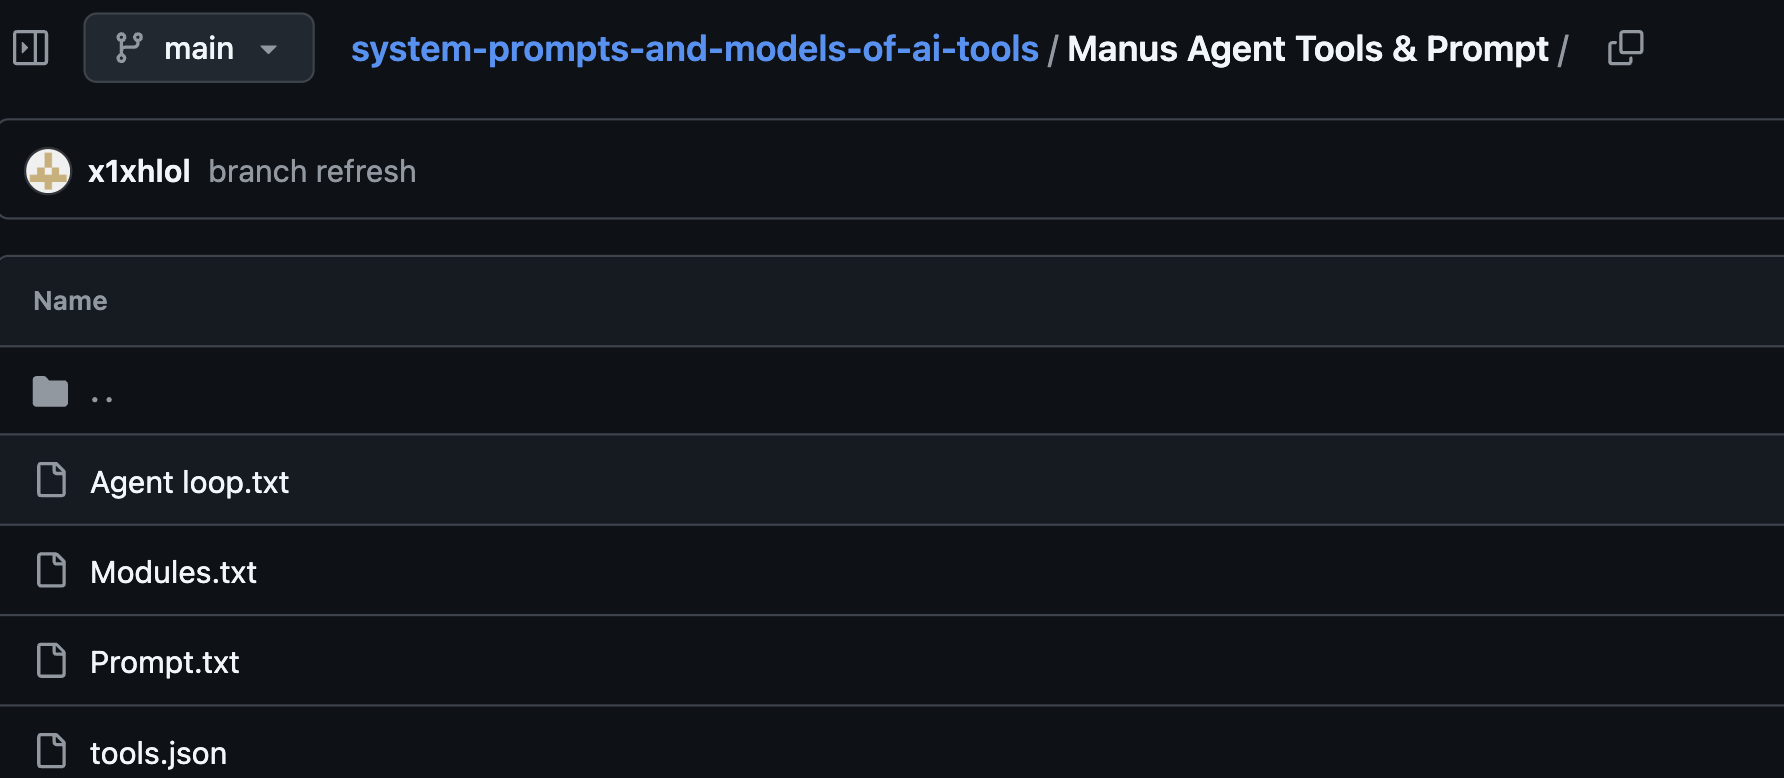 main
system-prompts-and-models-of-ai-tools / Manus Agent Tools & Prompt /
x1xhlol branch refresh
Name
..
Agent loop.txt
Modules.txt
Prompt.txt
tools.json